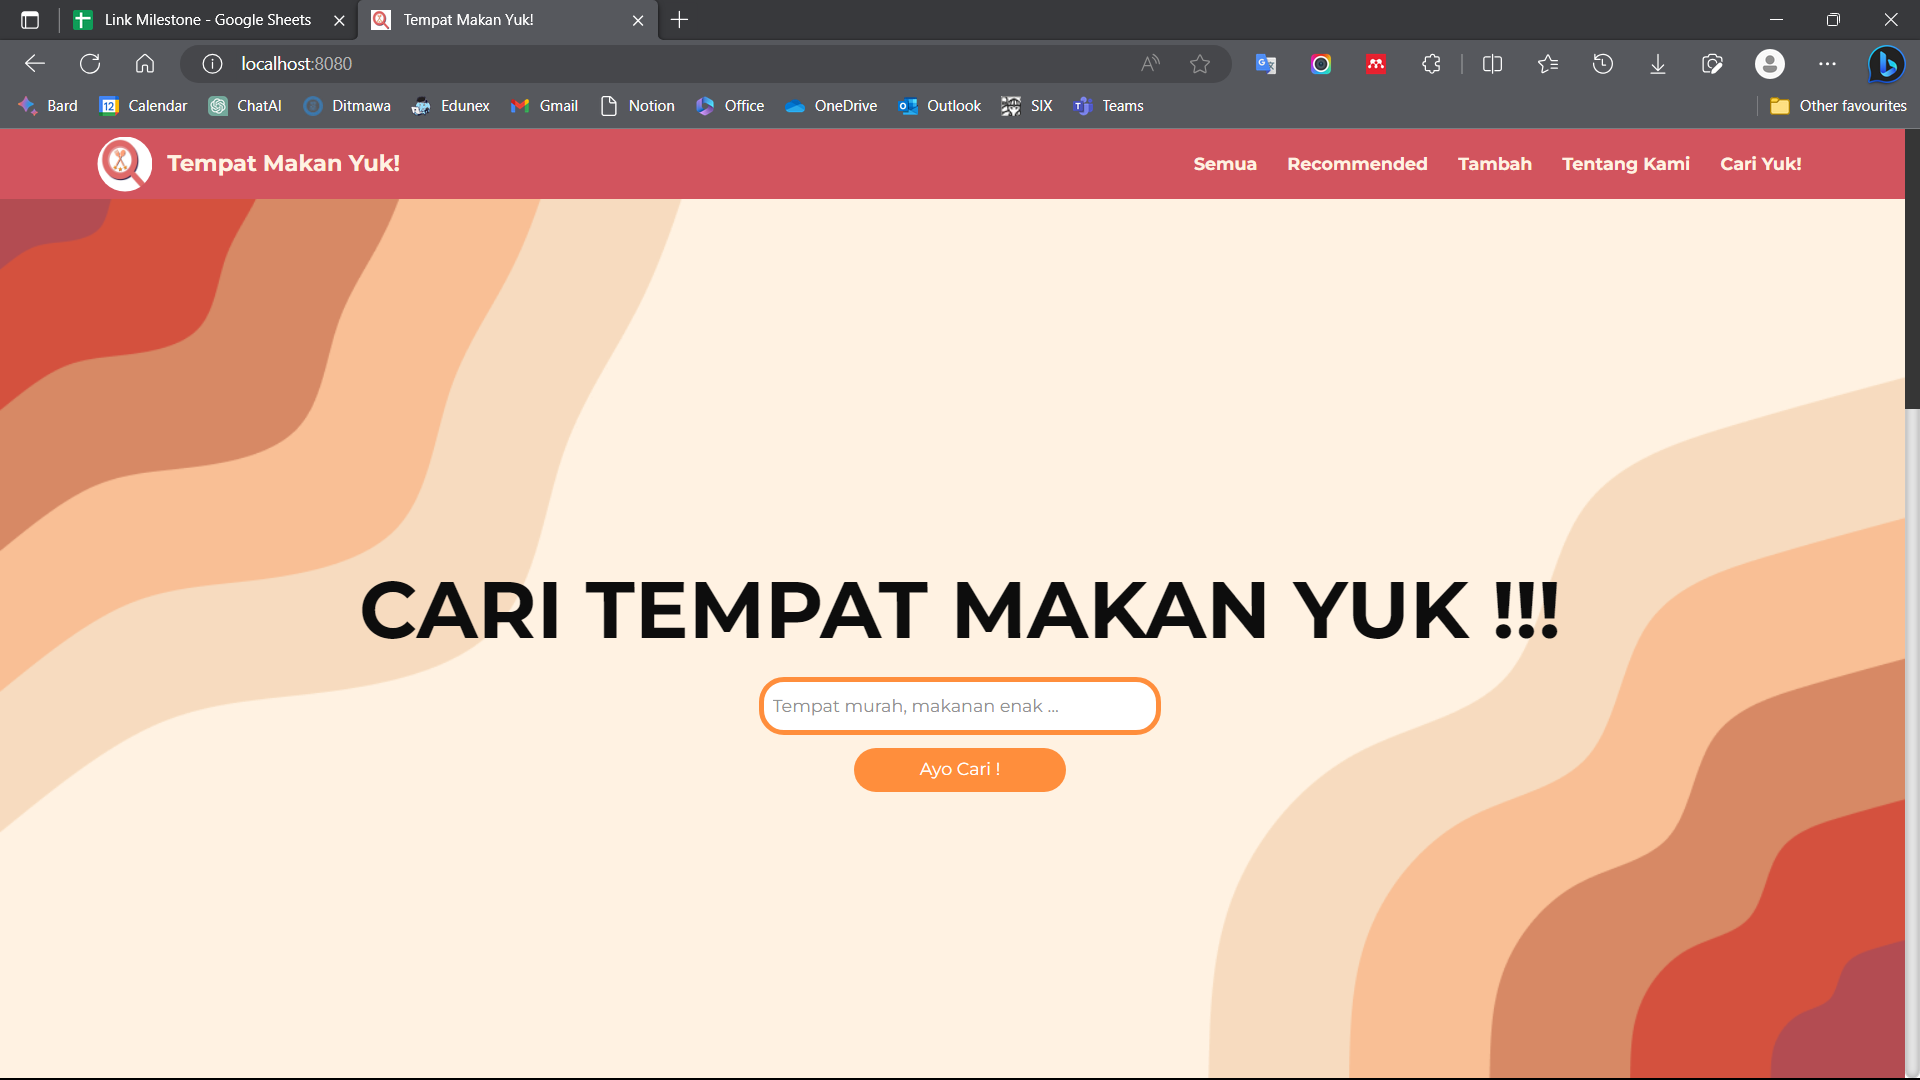 Link Milestone - Google Sheets
Tempat Makan Yuk!
localhost:8080
Bard
Calendar
ChatAI
Ditmawa
Edunex
Gmail
Notion
Office
OneDrive
Outlook
SIX
Teams
Other favourites
Tempat Makan Yuk!
Semua
Recommended
Tambah
Tentang Kami
Cari Yuk!
CARI TEMPAT MAKAN YUK !!!
Tempat murah, makanan enak ...
Ayo Cari !